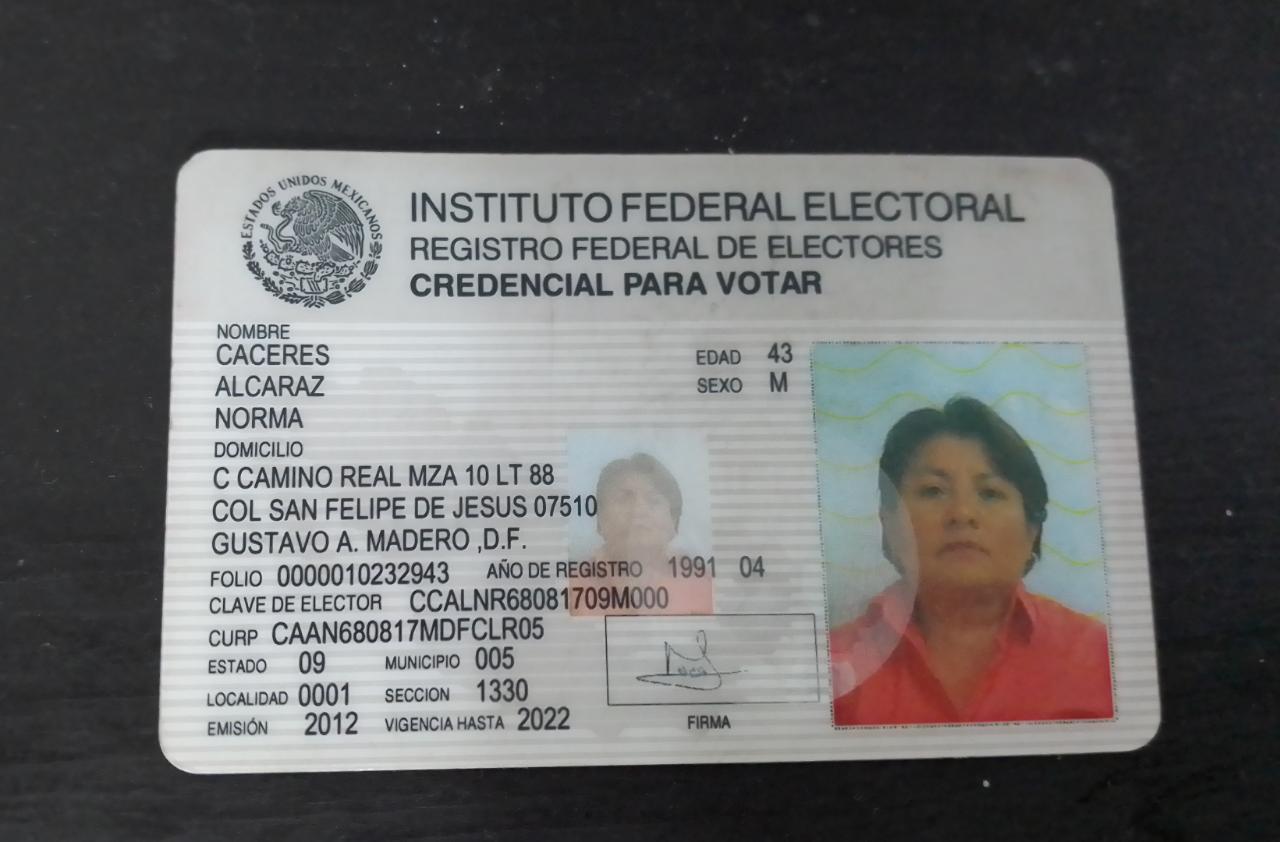 ESTADOS UNIDOS MEXICANOS
INSTITUTO FEDERAL ELECTORAL
REGISTRO FEDERAL DE ELECTORES
CREDENCIAL PARA VOTAR
NOMBRE
CACERES
ALCARAZ
NORMA
EDAD 43
SEXO M
DOMICILIO
C CAMINO REAL MZA 10 LT 88
COL SAN FELIPE DE JESUS 07510
GUSTAVO A. MADERO ,D.F.
FOLIO 0000010232943 AÑO DE REGISTRO 1991 04
CLAVE DE ELECTOR CCALNR68081709M000
CURP CAAN680817MDFCLR05
ESTADO 09 MUNICIPIO 005
LOCALIDAD 0001 SECCION 1330
EMISIÓN 2012 VIGENCIA HASTA 2022
FIRMA